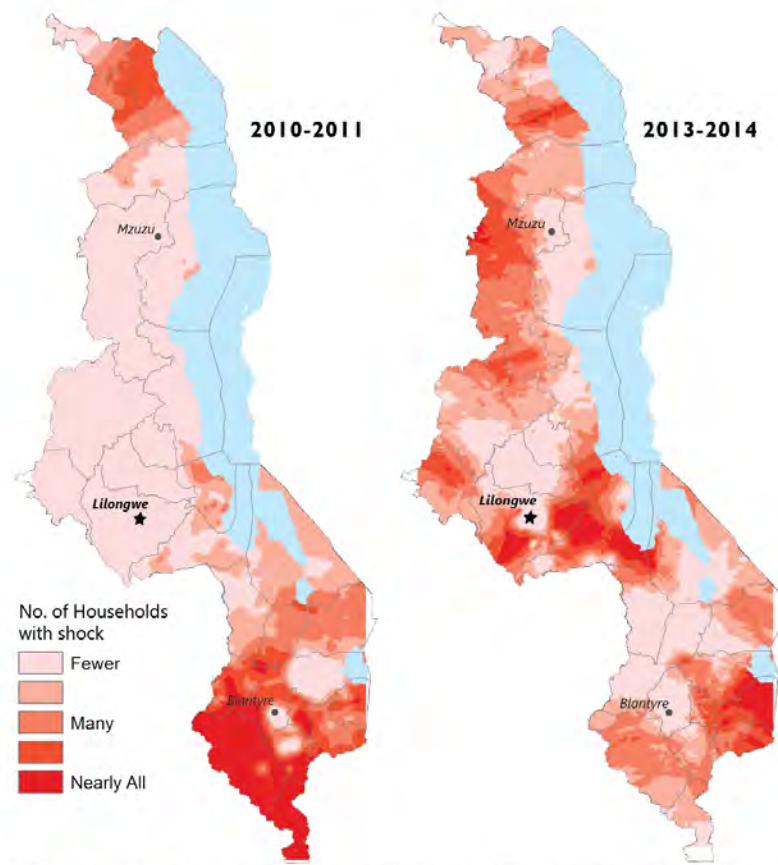 2010-2011
2013-2014
Mzuzu
Mzuzu
Lilongwe
Lilongwe
No. of Households
with shock
Fewer
Many
Nearly All
Blantyre
Blantyre